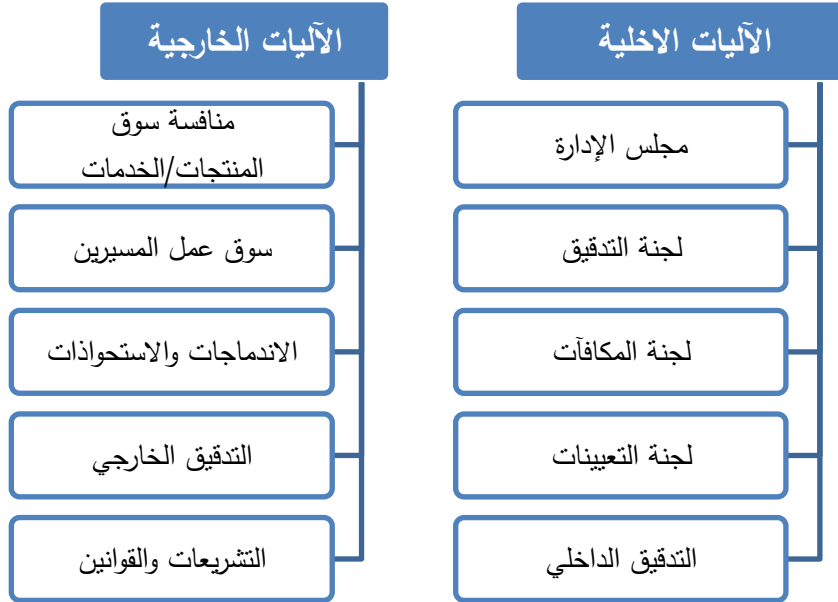 الآليات الاخلية
مجلس الإدارة
لجنة التدقيق
لجنة المكافآت
لجنة التعيينات
التدقيق الداخلي
الآليات الخارجية
منافسة سوق
المنتجات/الخدمات
سوق عمل المسيرين
الاندماجات والاستحواذات
التدقيق الخارجي
التشريعات والقوانين